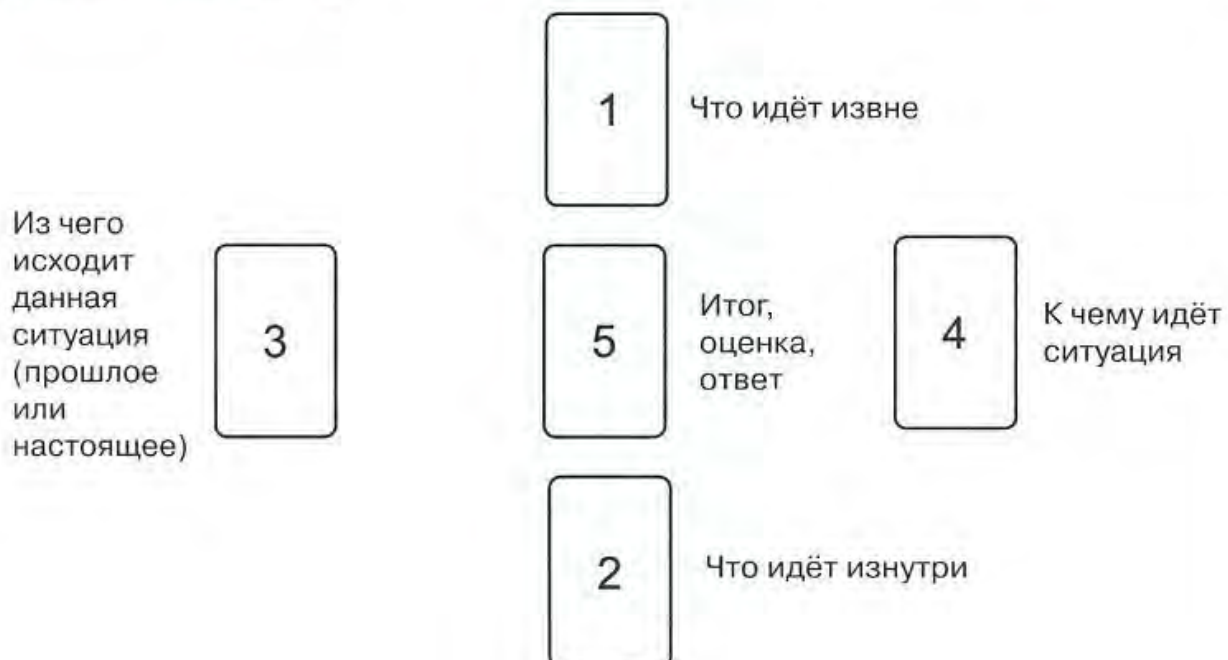 1
Что идёт извне
Из чего
исходит
данная
ситуация
(прошлое
или
настоящее)
3
5
Итог,
оценка,
ответ
4
К чему идёт
ситуация
2
Что идёт изнутри